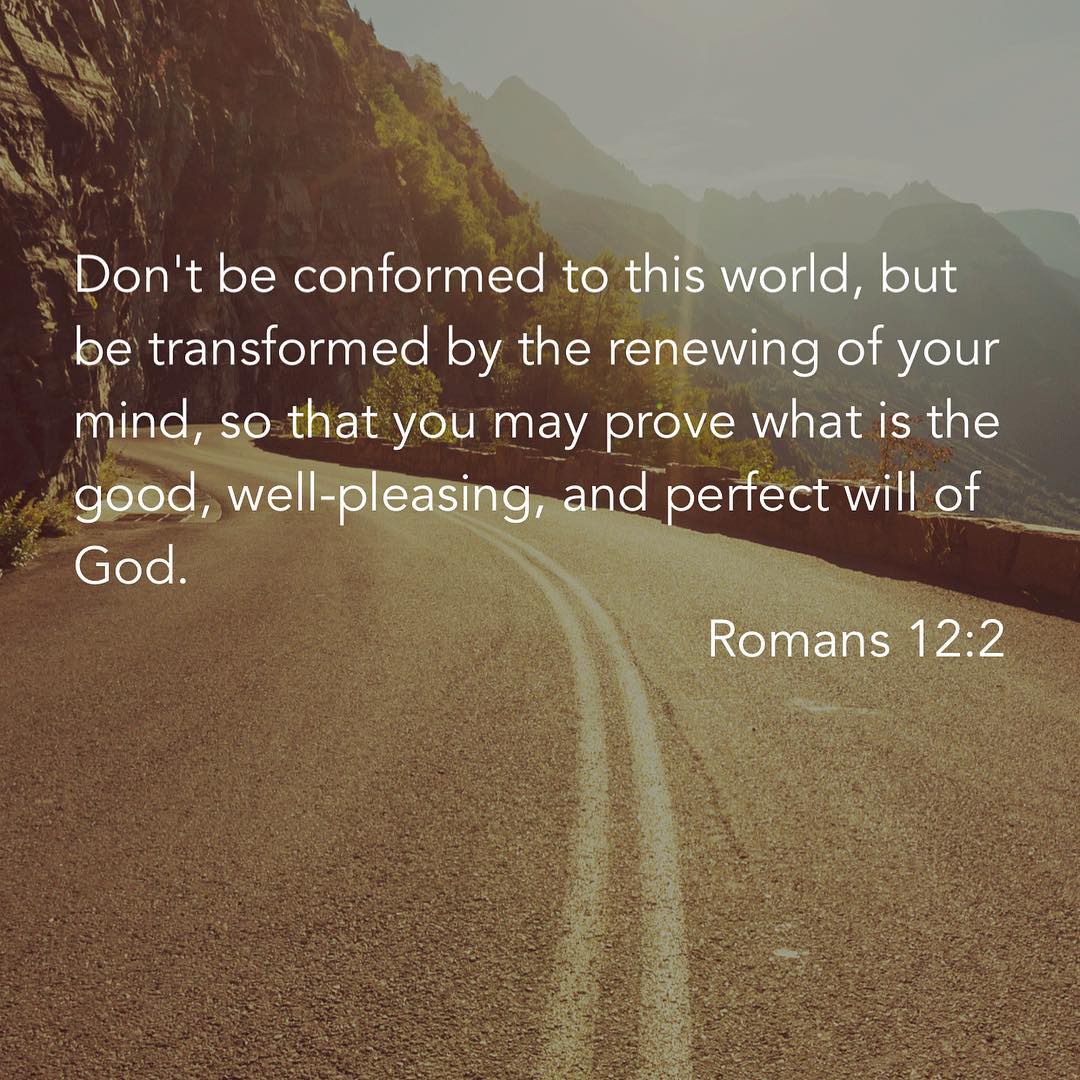 Don't be conformed to this world, but
be transformed by the renewing of your
mind, so that you may prove what is the
good, well-pleasing, and perfect will of
God.
Romans 12:2